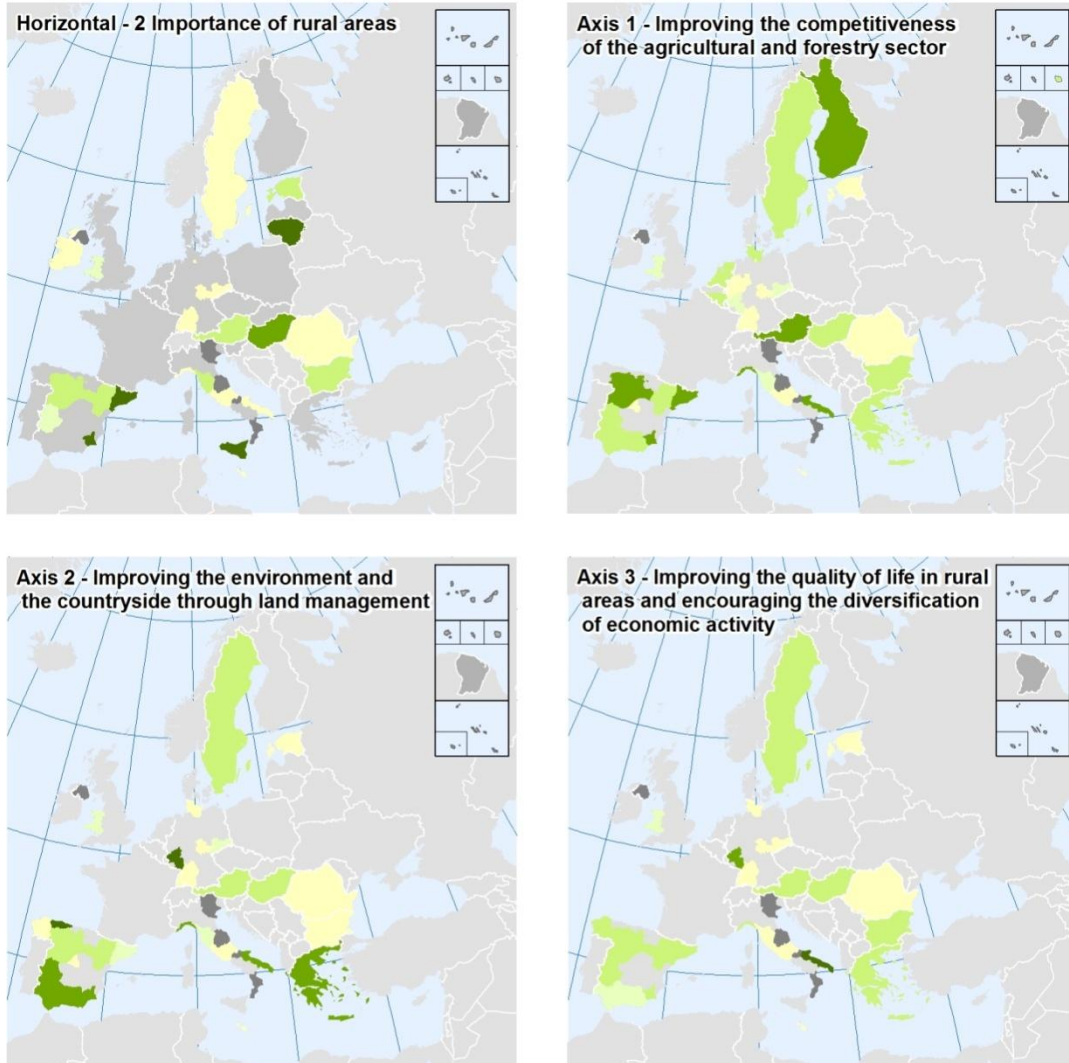 Horizontal - 2 Importance of rural areas
Axis 1 - Improving the competitiveness
of the agricultural and forestry sector
Axis 2 - Improving the environment and
the countryside through land management
Axis 3 - Improving the quality of life in rural
areas and encouraging the diversification
of economic activity